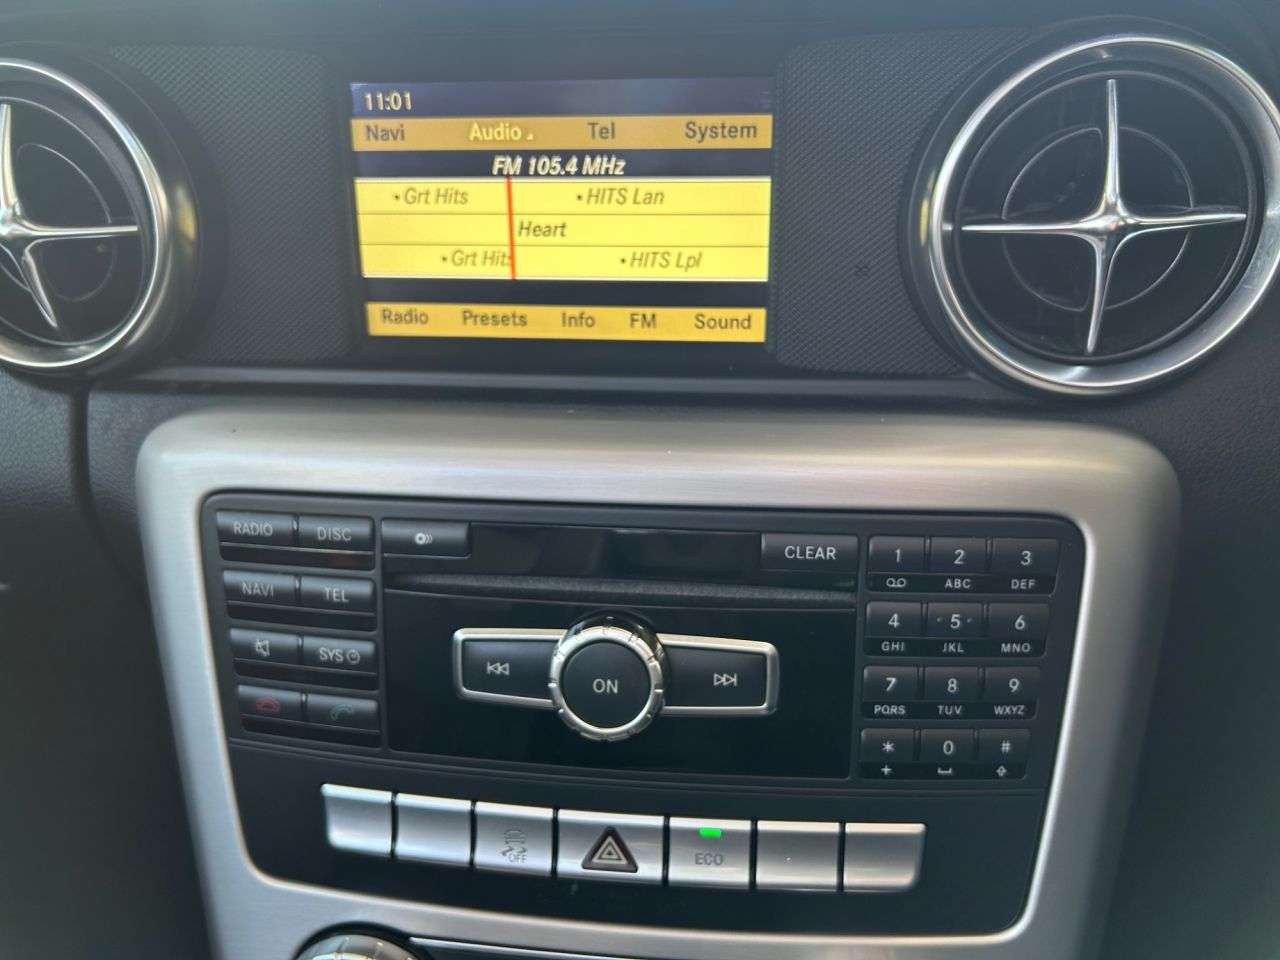 11:01
Navi Audio Tel System
FM 105.4 MHz
Grt Hits HITS Lan
Heart
Grt Hits HITS Lpl
Radio Presets Info FM Sound
RADIO DISC CLEAR 1 2 3
ABC DEF
NAVI TEL 4 5 6
GHI JKL MNO
SYS ON 7 8 9
PQRS TUV WXYZ
* 0 #
+
OFF ECO